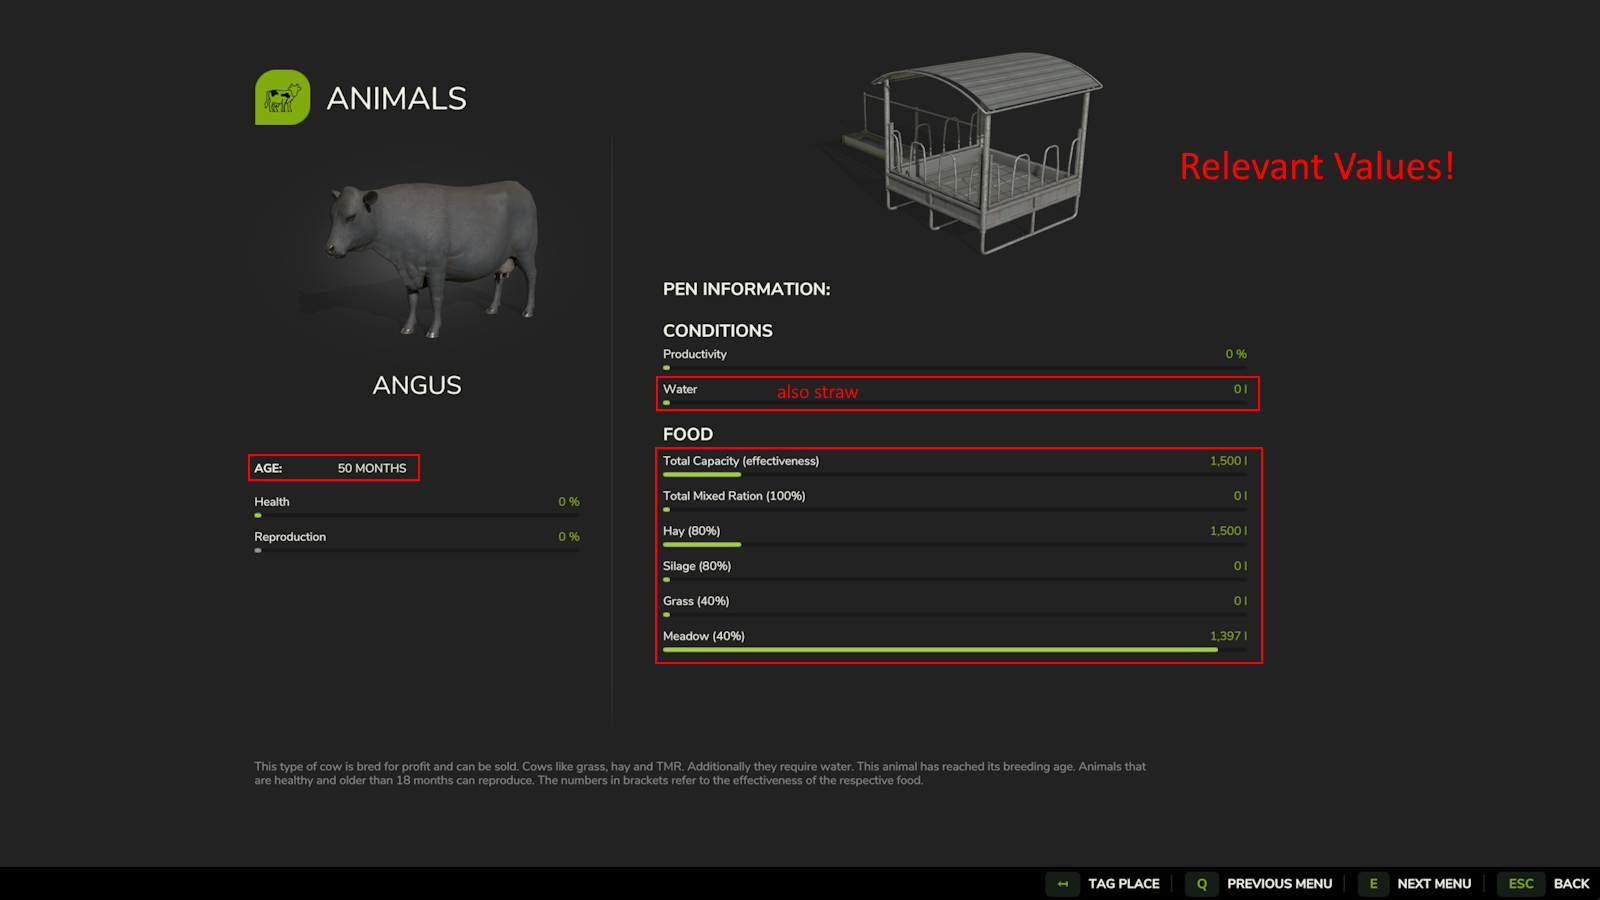 ANIMALS
Relevant Values!
ANGUS
AGE: 50 MONTHS
Health 0 %
Reproduction 0 %
PEN INFORMATION:
CONDITIONS
Productivity 0 %
Water also straw 0 l
FOOD
Total Capacity (effectiveness) 1,500 l
Total Mixed Ration (100%) 0 l
Hay (80%) 1,500 l
Silage (80%) 0 l
Grass (40%) 0 l
Meadow (40%) 1,397 l
This type of cow is bred for profit and can be sold. Cows like grass, hay and TMR. Additionally they require water. This animal has reached its breeding age. Animals that
are healthy and older than 18 months can reproduce. The numbers in brackets refer to the effectiveness of the respective food.
TAG PLACE Q PREVIOUS MENU E NEXT MENU ESC BACK